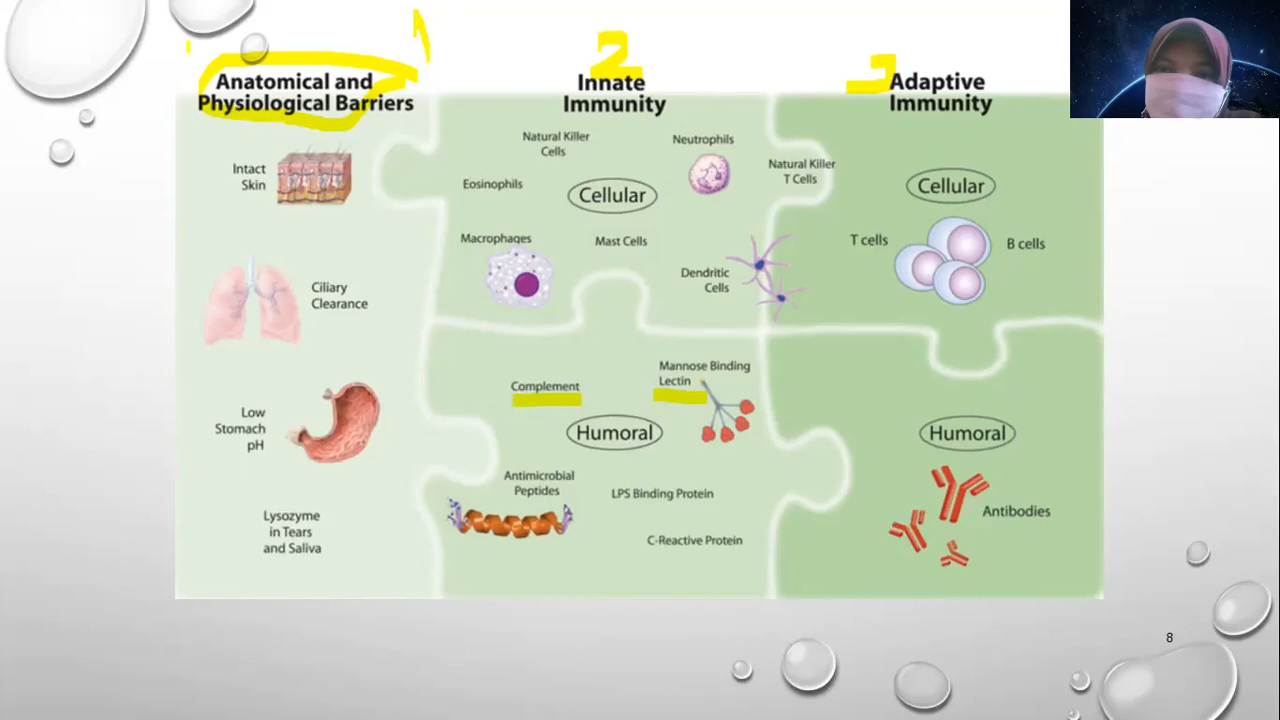 1
2
Anatomical and
Physiological Barriers
Innate
Immunity
Adaptive
Immunity
Intact
Skin
Ciliary
Clearance
Low
Stomach
pH
Lysozyme
in Tears
and Saliva
Natural Killer
Cells
Neutrophils
Eosinophils
Cellular
Macrophages
Mast Cells
Dendritic
Cells
Natural Killer
T Cells
Complement
Mannose Binding
Lectin
Humoral
Antimicrobial
Peptides
LPS Binding Protein
C-Reactive Protein
Cellular
T cells
B cells
Humoral
Antibodies
8